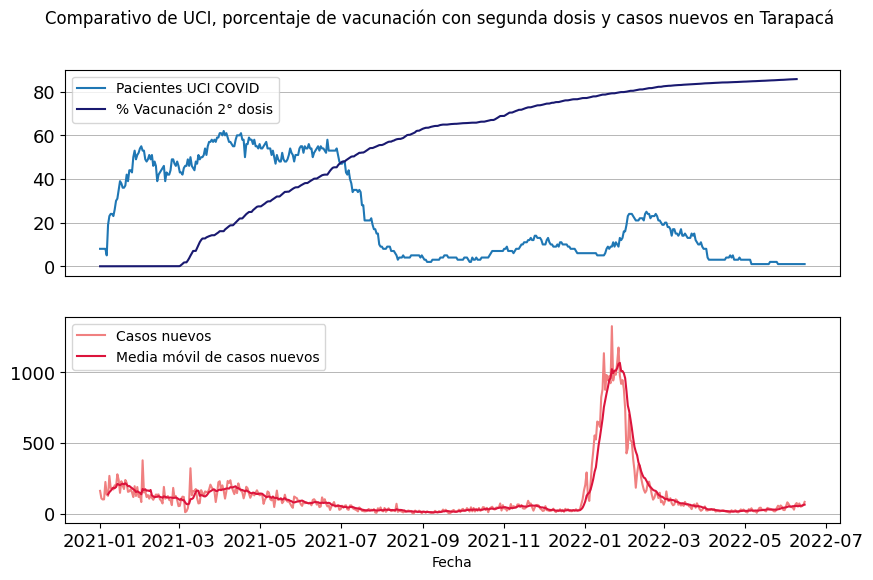 Comparativo de UCI, porcentaje de vacunación con segunda dosis y casos nuevos en Tarapacá
Pacientes UCI COVID
% Vacunación 2° dosis
80
60
40
20
0
Casos nuevos
Media móvil de casos nuevos
1000
500
0
2021-01 2021-03 2021-05 2021-07 2021-09 2021-11 2022-01 2022-03 2022-05 2022-07
Fecha